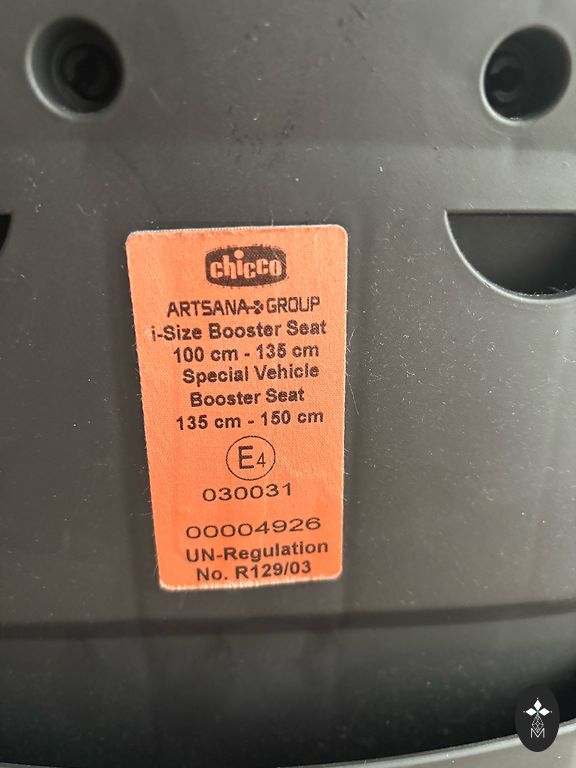 chicco
ARTSANA GROUP
i-Size Booster Seat
100 cm - 135 cm
Special Vehicle
Booster Seat
135 cm - 150 cm
E4
030031
00004926
UN-Regulation
No. R129/03
M